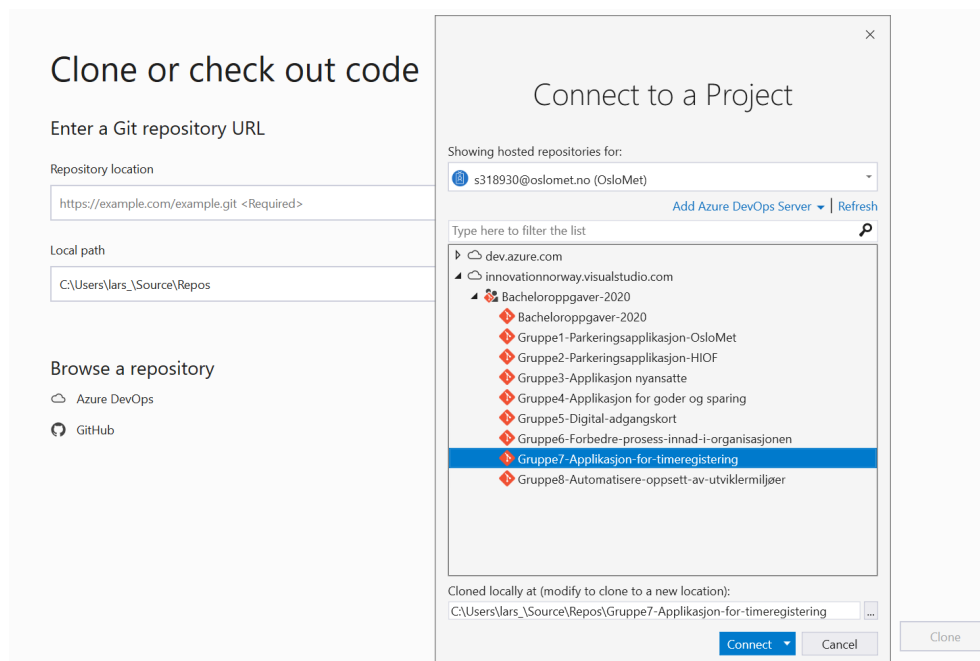 Clone or check out code
Enter a Git repository URL
Repository location
https://example.com/example.git <Required>
Local path
C:\Users\lars_\Source\Repos
Browse a repository
Azure DevOps
GitHub
Connect to a Project
Showing hosted repositories for:
s318930@oslomet.no (OsloMet)
Add Azure DevOps Server | Refresh
Type here to filter the list
dev.azure.com
innovationnorway.visualstudio.com
Bacheloroppgaver-2020
Bacheloroppgaver-2020
Gruppe1-Parkeringsapplikasjon-OsloMet
Gruppe2-Parkeringsapplikasjon-HIOF
Gruppe3-Applikasjon nyansatte
Gruppe4-Applikasjon for goder og sparing
Gruppe5-Digital-adgangskort
Gruppe6-Forbedre-prosess-innad-i-organisasjonen
Gruppe7-Applikasjon-for-timeregistering
Gruppe8-Automatisere-oppsett-av-utviklermiljøer
Cloned locally at (modify to clone to a new location):
C:\Users\lars_\Source\Repos\Gruppe7-Applikasjon-for-timeregistering
...
Connect
Cancel
Clone